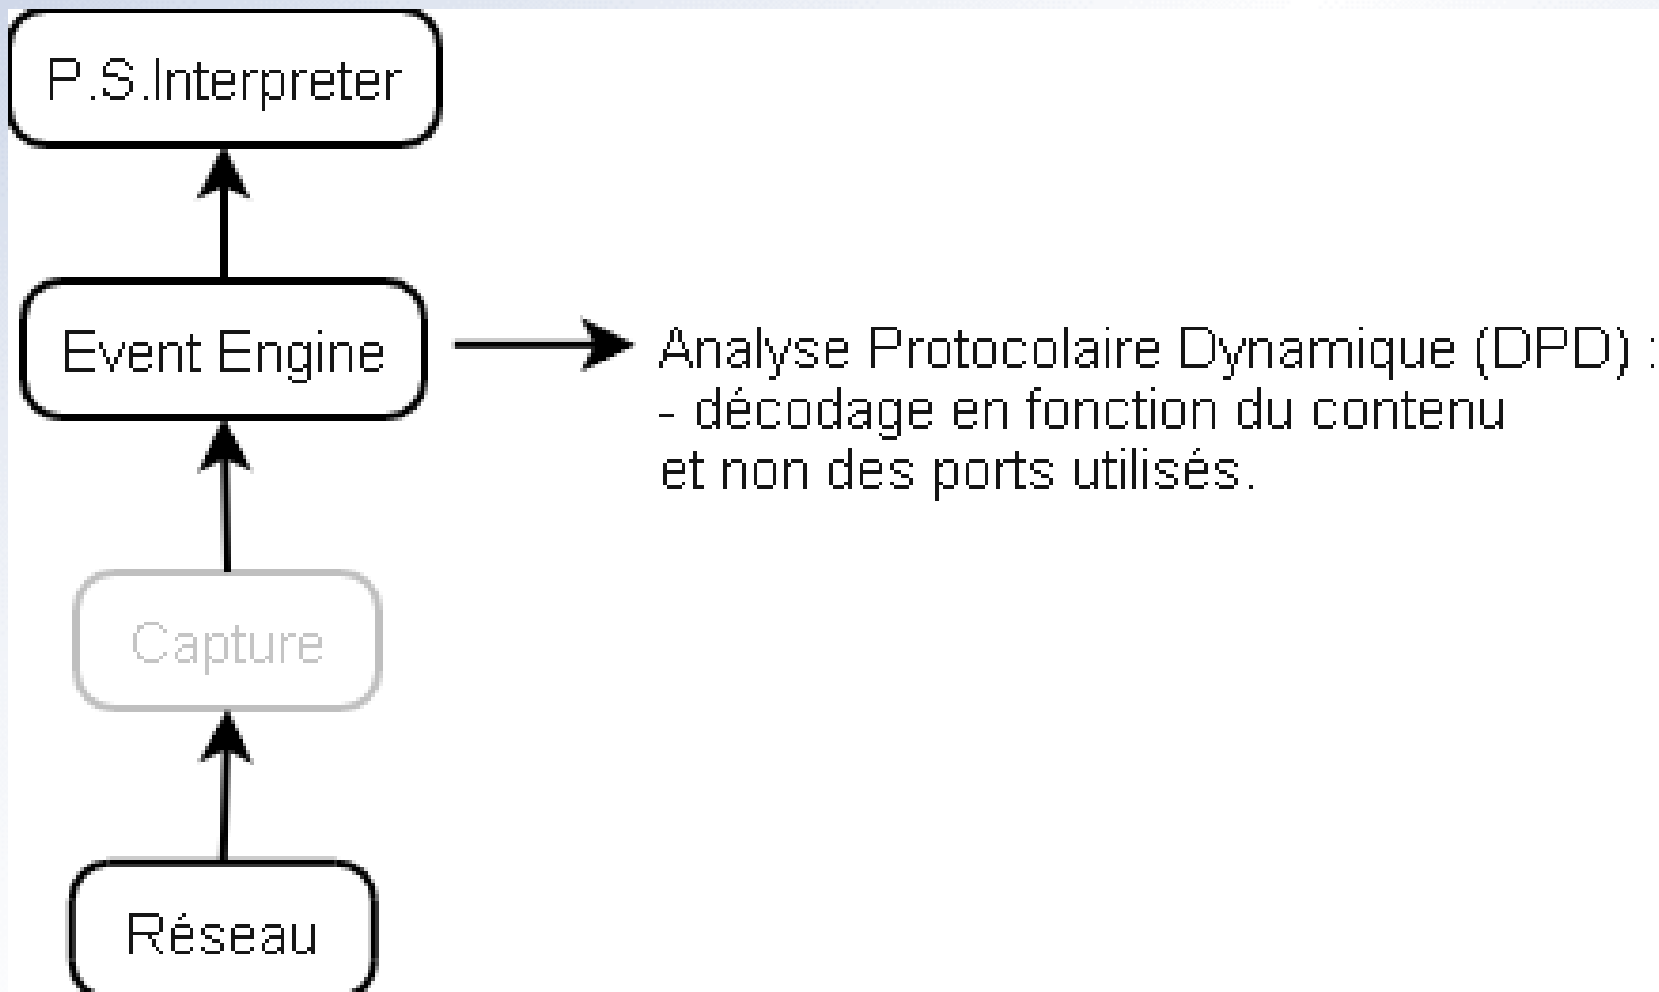 P.S.Interpreter
Event Engine
Analyse Protocolaire Dynamique (DPD) :
- décodage en fonction du contenu
et non des ports utilisés.
Capture
Réseau